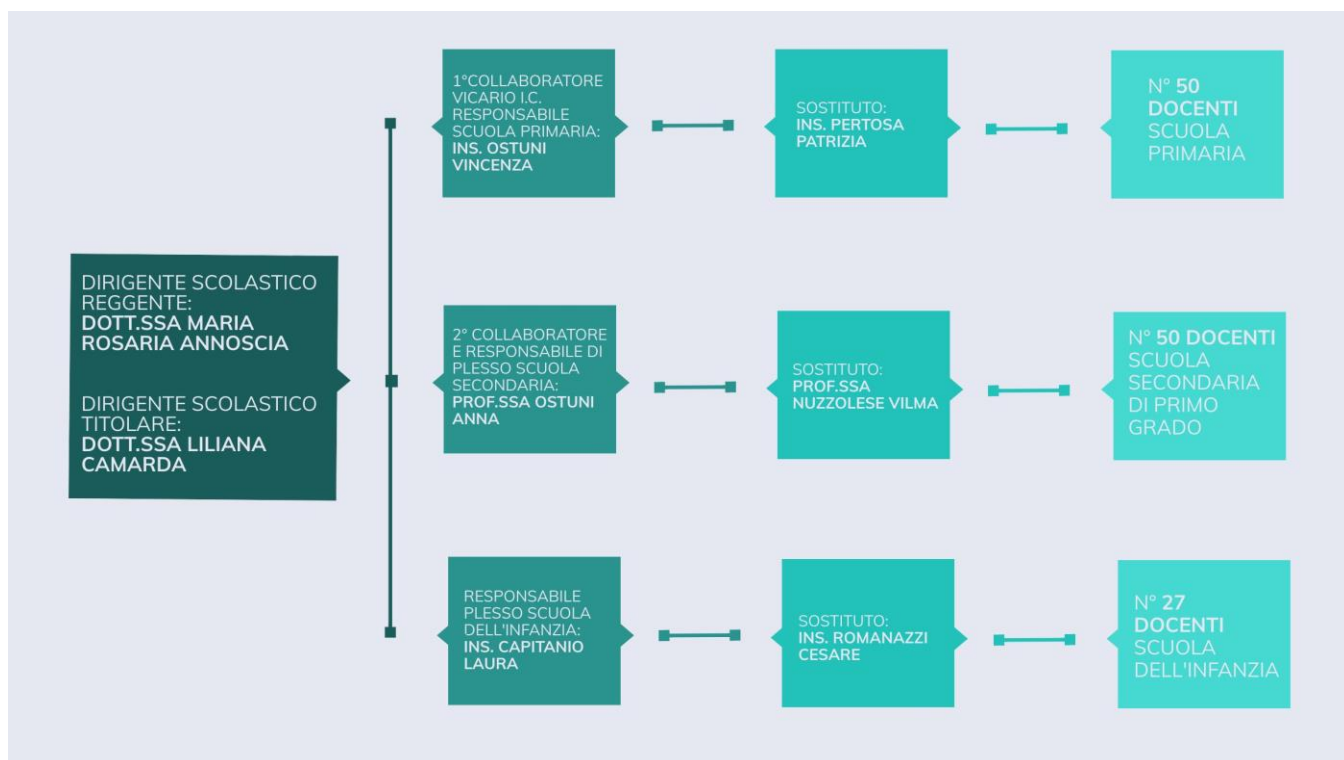 DIRIGENTE SCOLASTICO
REGGENTE:
DOTT.SSA MARIA
ROSARIA ANNOSCIA
DIRIGENTE SCOLASTICO
TITOLARE:
DOTT.SSA LILIANA
CAMARDA
1°COLLABORATORE
VICARIO I.C.
RESPONSABILE
SCUOLA PRIMARIA:
INS. OSTUNI
VINCENZA
SOSTITUTO:
INS. PERTOSA
PATRIZIA
N° 50
DOCENTI
SCUOLA
PRIMARIA
2° COLLABORATORE
E RESPONSABILE DI
PLESSO SCUOLA
SECONDARIA:
PROF.SSA OSTUNI
ANNA
SOSTITUTO:
PROF.SSA
NUZZOLESE VILMA
N° 50 DOCENTI
SCUOLA
SECONDARIA
DI PRIMO
GRADO
RESPONSABILE
PLESSO SCUOLA
DELL'INFANZIA:
INS. CAPITANIO
LAURA
SOSTITUTO:
INS. ROMANAZZI
CESARE
N° 27
DOCENTI
SCUOLA
DELL'INFANZIA